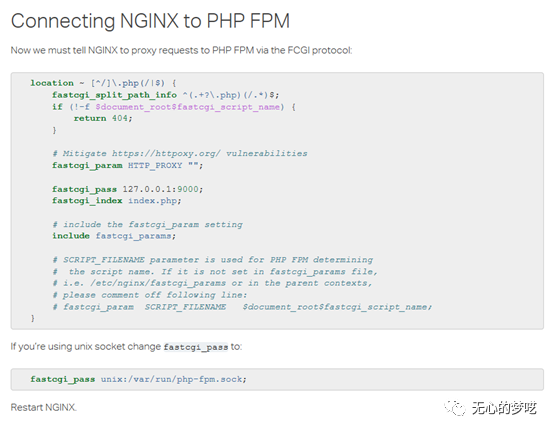 Connecting NGINX to PHP FPM
Now we must tell NGINX to proxy requests to PHP FPM via the FCGI protocol:
location ~ [^/]\.php(/|$) {
    fastcgi_split_path_info ^(.+?\.php)(/.*)$;
    if (!-f $document_root$fastcgi_script_name) {
        return 404;
    }

    # Mitigate https://httpoxy.org/ vulnerabilities
    fastcgi_param HTTP_PROXY "";

    fastcgi_pass 127.0.0.1:9000;
    fastcgi_index index.php;

    # include the fastcgi_param setting
    include fastcgi_params;

    # SCRIPT_FILENAME parameter is used for PHP FPM determining
    #  the script name. If it is not set in fastcgi_params file,
    # i.e. /etc/nginx/fastcgi_params or in the parent contexts,
    # please comment off following line:
    # fastcgi_param  SCRIPT_FILENAME   $document_root$fastcgi_script_name;
}
If you're using unix socket change fastcgi_pass to:
fastcgi_pass unix:/var/run/php-fpm.sock;
Restart NGINX.
无心的梦呓